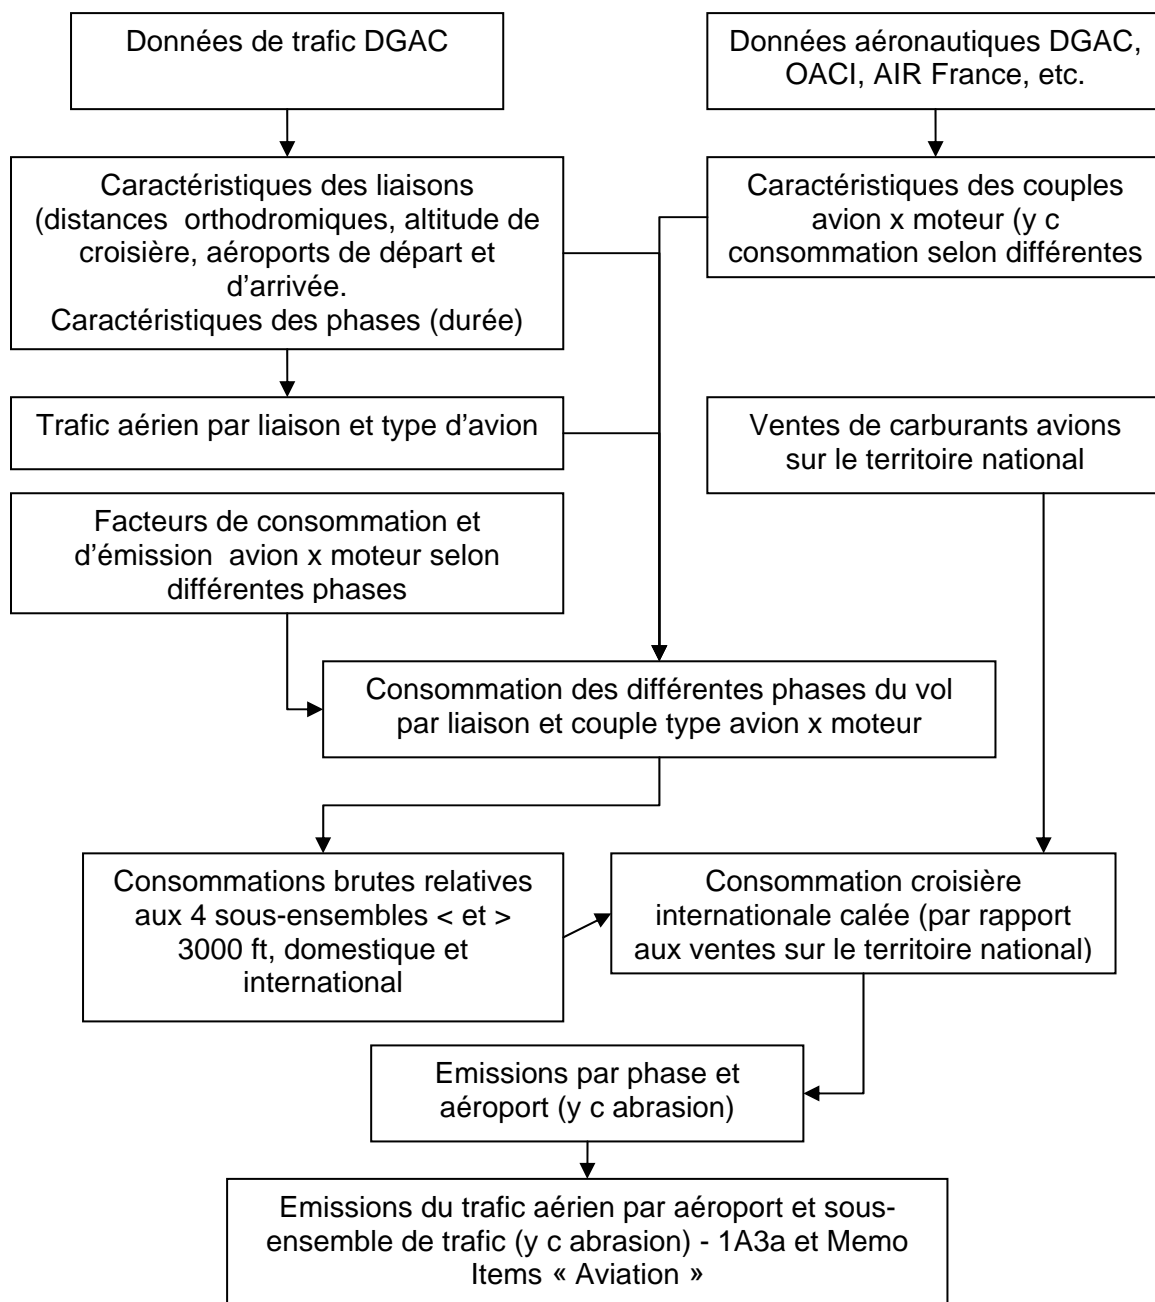 Données de trafic DGAC
Données aéronautiques DGAC,
OACI, AIR France, etc.
Caractéristiques des liaisons
(distances orthodromiques, altitude de
croisière, aéroports de départ et
d'arrivée.
Caractéristiques des phases (durée)
Caractéristiques des couples
avion x moteur (y c
consommation selon différentes
Trafic aérien par liaison et type d'avion
Ventes de carburants avions
sur le territoire national
Facteurs de consommation et
d'émission avion x moteur selon
différentes phases
Consommation des différentes phases du vol
par liaison et couple type avion x moteur
Consommations brutes relatives
aux 4 sous-ensembles < et >
3000 ft, domestique et
international
Consommation croisière
internationale calée (par rapport
aux ventes sur le territoire national)
Emissions par phase et
aéroport (y c abrasion)
Emissions du trafic aérien par aéroport et sous-
ensemble de trafic (y c abrasion) - 1A3a et Memo
Items « Aviation »